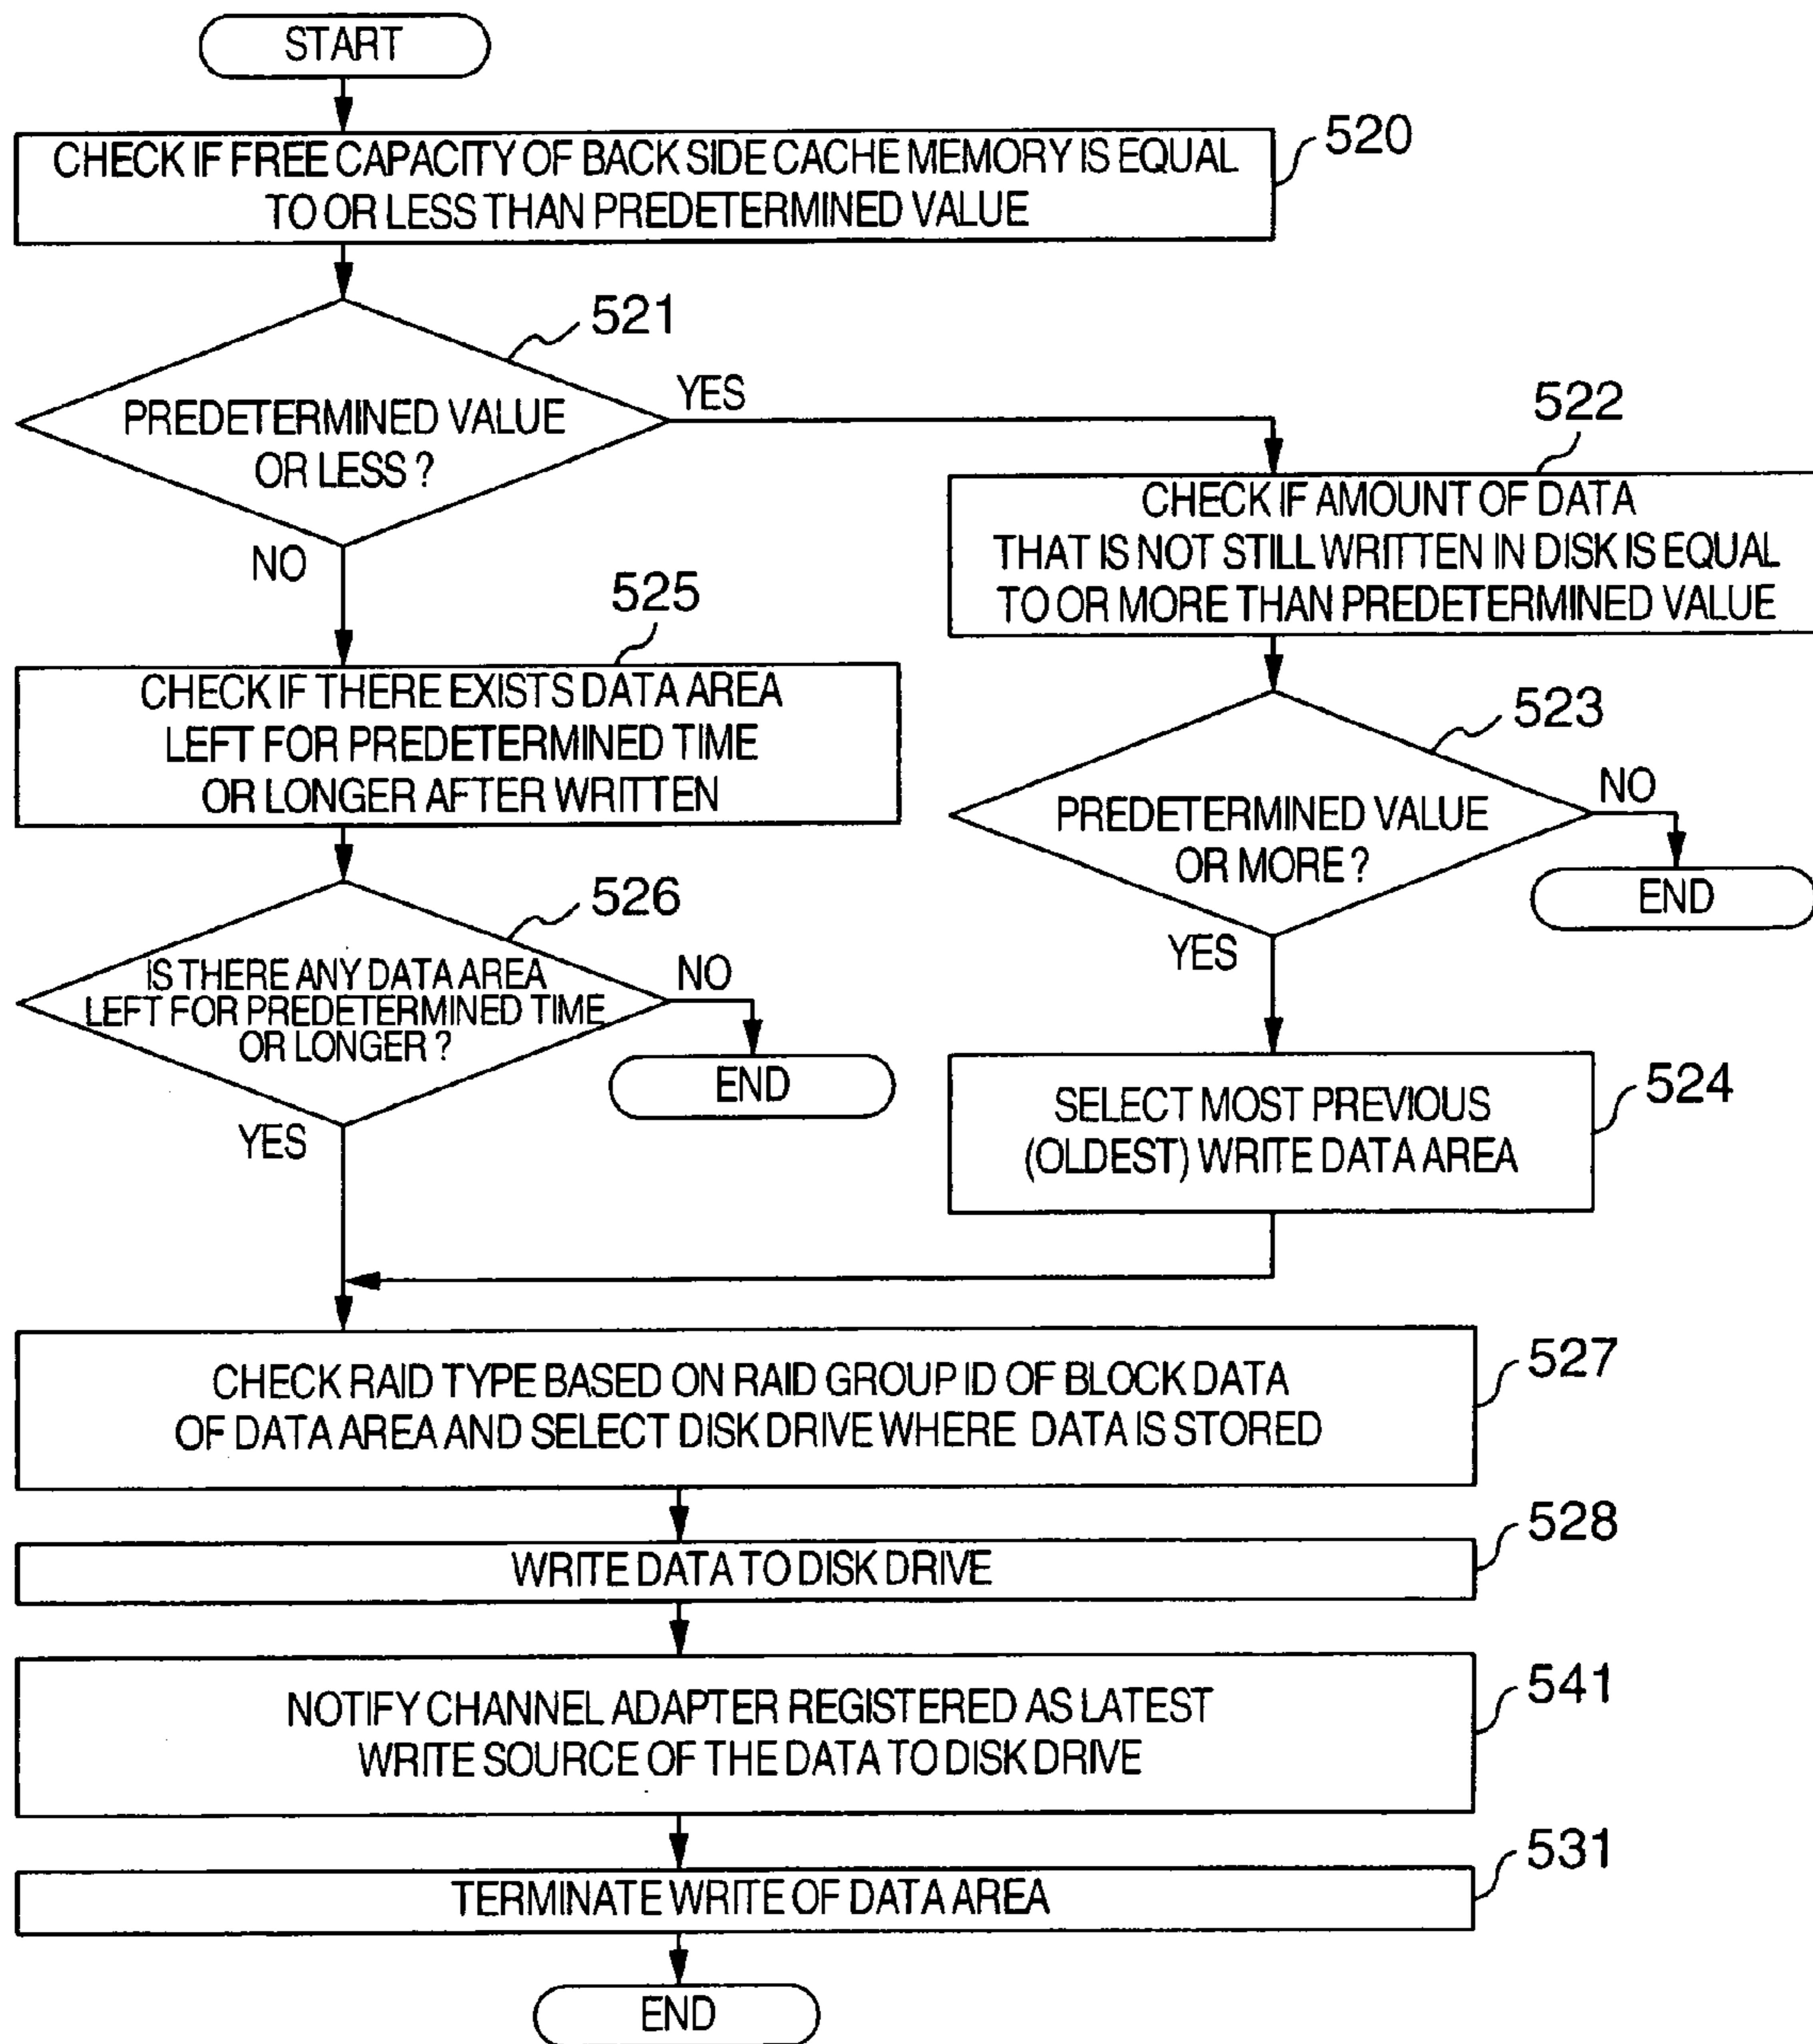 START
CHECK IF FREE CAPACITY OF BACK SIDE CACHE MEMORY IS EQUAL
TO OR LESS THAN PREDETERMINED VALUE
520
521
PREDETERMINED VALUE
OR LESS ?
YES
NO
522
CHECK IF AMOUNT OF DATA
THAT IS NOT STILL WRITTEN IN DISK IS EQUAL
TO OR MORE THAN PREDETERMINED VALUE
525
CHECK IF THERE EXISTS DATA AREA
LEFT FOR PREDETERMINED TIME
OR LONGER AFTER WRITTEN
523
PREDETERMINED VALUE
OR MORE ?
NO
END
YES
526
IS THERE ANY DATA AREA
LEFT FOR PREDETERMINED TIME
OR LONGER ?
NO
END
YES
524
SELECT MOST PREVIOUS
(OLDEST) WRITE DATA AREA
527
CHECK RAID TYPE BASED ON RAID GROUP ID OF BLOCK DATA
OF DATA AREA AND SELECT DISK DRIVE WHERE DATA IS STORED
528
WRITE DATA TO DISK DRIVE
541
NOTIFY CHANNEL ADAPTER REGISTERED AS LATEST
WRITE SOURCE OF THE DATA TO DISK DRIVE
531
TERMINATE WRITE OF DATA AREA
END